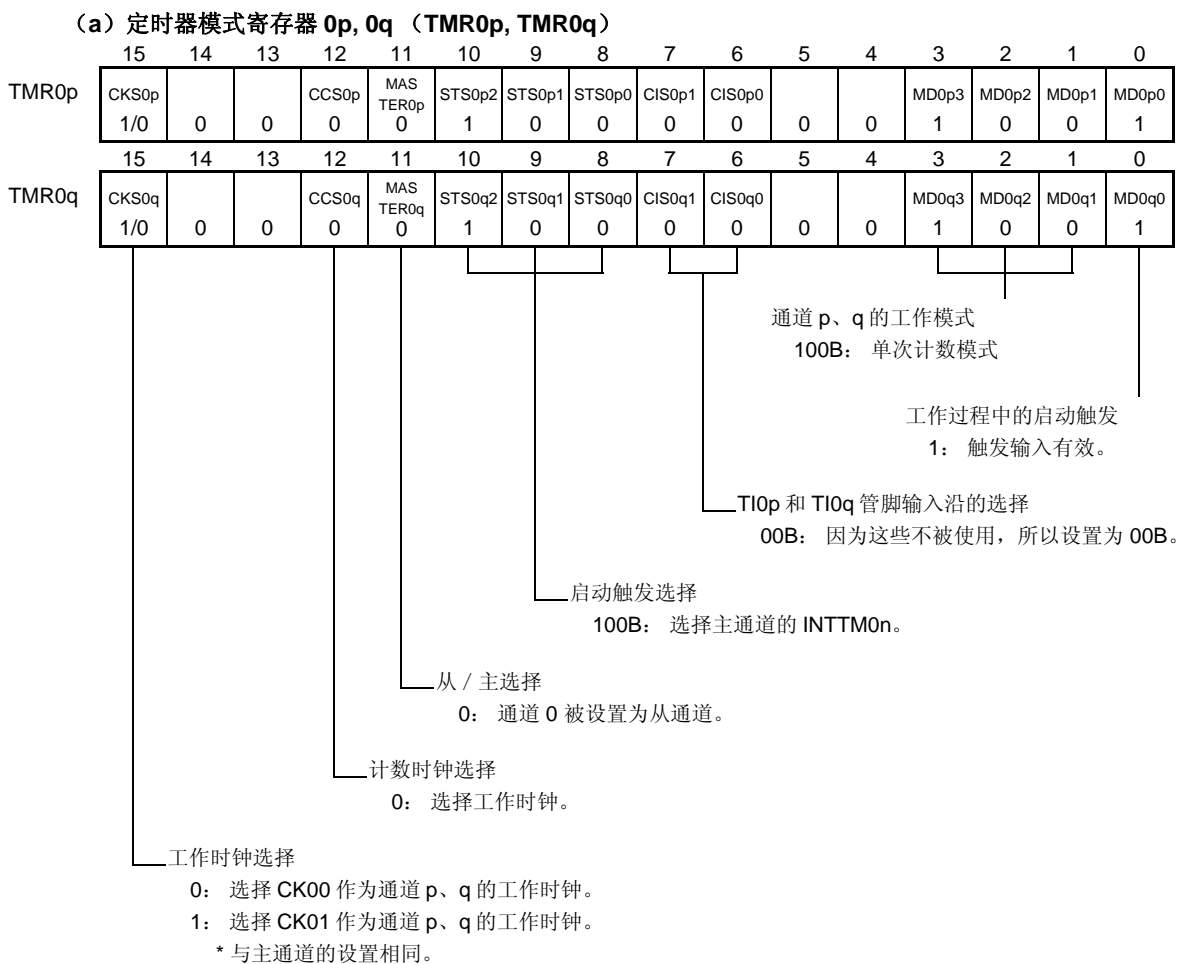 （a）定时器模式寄存器 0p, 0q （TMR0p, TMR0q）
15 14 13 12 11 10 9 8 7 6 5 4 3 2 1 0
TMR0p CKS0p CCS0p MAS TER0p STS0p2 STS0p1 STS0p0 CIS0p1 CIS0p0 MD0p3 MD0p2 MD0p1 MD0p0
1/0 0 0 0 0 1 0 0 0 0 0 0 1 0 0 1
15 14 13 12 11 10 9 8 7 6 5 4 3 2 1 0
TMR0q CKS0q CCS0q MAS TER0q STS0q2 STS0q1 STS0q0 CIS0q1 CIS0q0 MD0q3 MD0q2 MD0q1 MD0q0
1/0 0 0 0 0 1 0 0 0 0 0 0 1 0 0 1
通道 p、q 的工作模式
100B： 单次计数模式
工作过程中的启动触发
1： 触发输入有效。
TI0p 和 TI0q 管脚输入沿的选择
00B： 因为这些不被使用，所以设置为 00B。
启动触发选择
100B： 选择主通道的 INTTM0n。
从 / 主选择
0： 通道 0 被设置为从通道。
计数时钟选择
0： 选择工作时钟。
工作时钟选择
0： 选择 CK00 作为通道 p、q 的工作时钟。
1： 选择 CK01 作为通道 p、q 的工作时钟。
* 与主通道的设置相同。